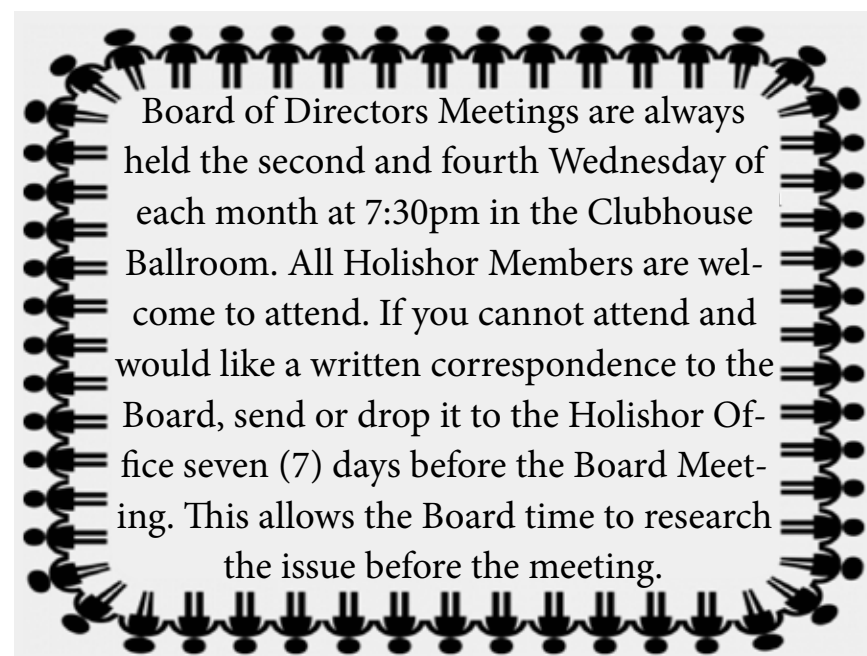 Board of Directors Meetings are always
held the second and fourth Wednesday of
each month at 7:30pm in the Clubhouse
Ballroom. All Holishor Members are wel-
come to attend. If you cannot attend and
would like a written correspondence to the
Board, send or drop it to the Holishor Of-
fice seven (7) days before the Board Meet-
ing. This allows the Board time to research
the issue before the meeting.